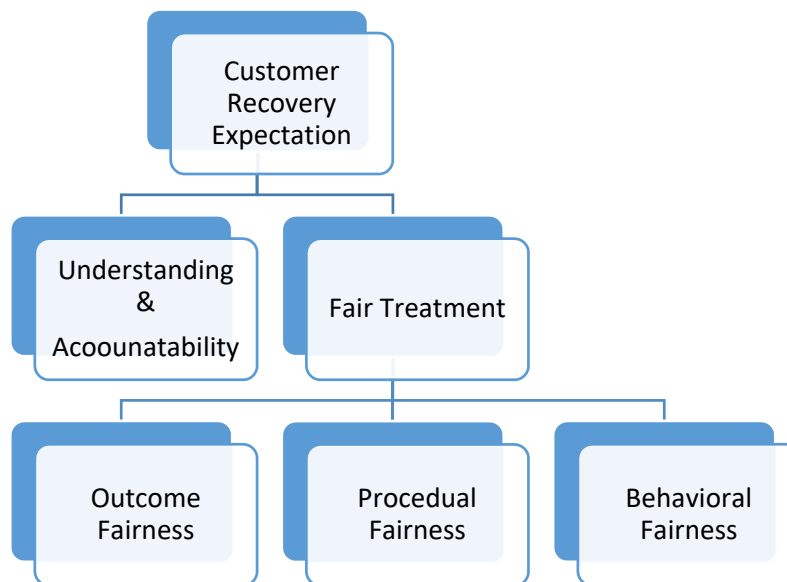 Customer
Recovery
Expectation
Understanding
&
Acoounatability
Fair Treatment
Outcome
Fairness
Procedual
Fairness
Behavioral
Fairness